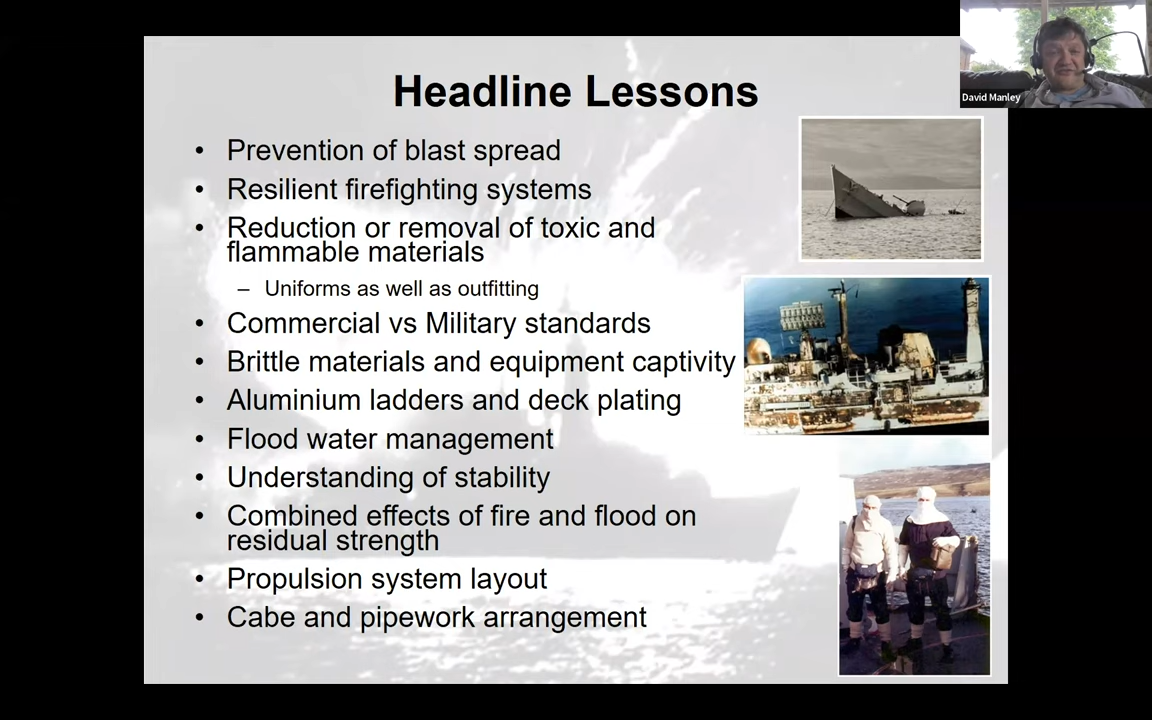 Headline Lessons
David Manley
• Prevention of blast spread
• Resilient firefighting systems
• Reduction or removal of toxic and
flammable materials
– Uniforms as well as outfitting
• Commercial vs Military standards
• Brittle materials and equipment captivity
• Aluminium ladders and deck plating
• Flood water management
• Understanding of stability
• Combined effects of fire and flood on
residual strength
• Propulsion system layout
• Cabe and pipework arrangement